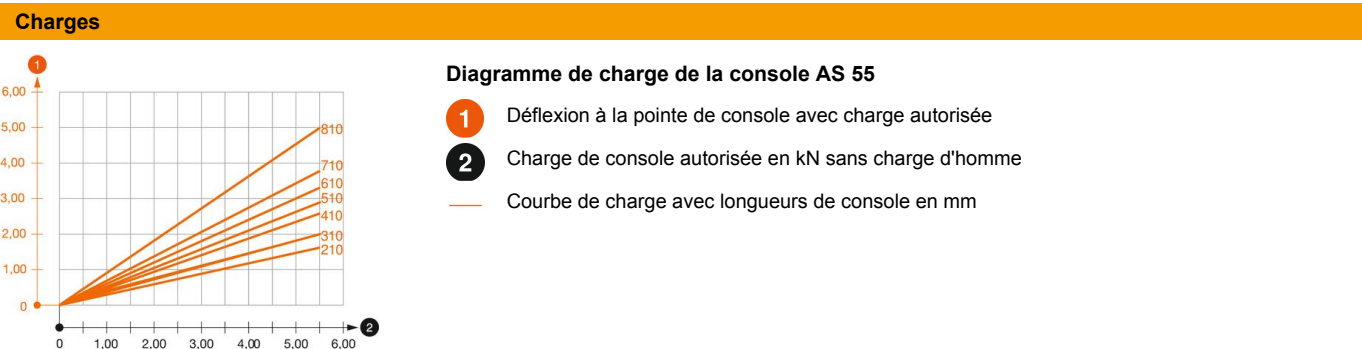 Charges
1
6,00
5,00
4,00
3,00
2,00
1,00
0
810
710
610
510
410
310
210
0 1,00 2,00 3,00 4,00 5,00 6,00
2
Diagramme de charge de la console AS 55
1 Déflexion à la pointe de console avec charge autorisée
2 Charge de console autorisée en kN sans charge d'homme
Courbe de charge avec longueurs de console en mm